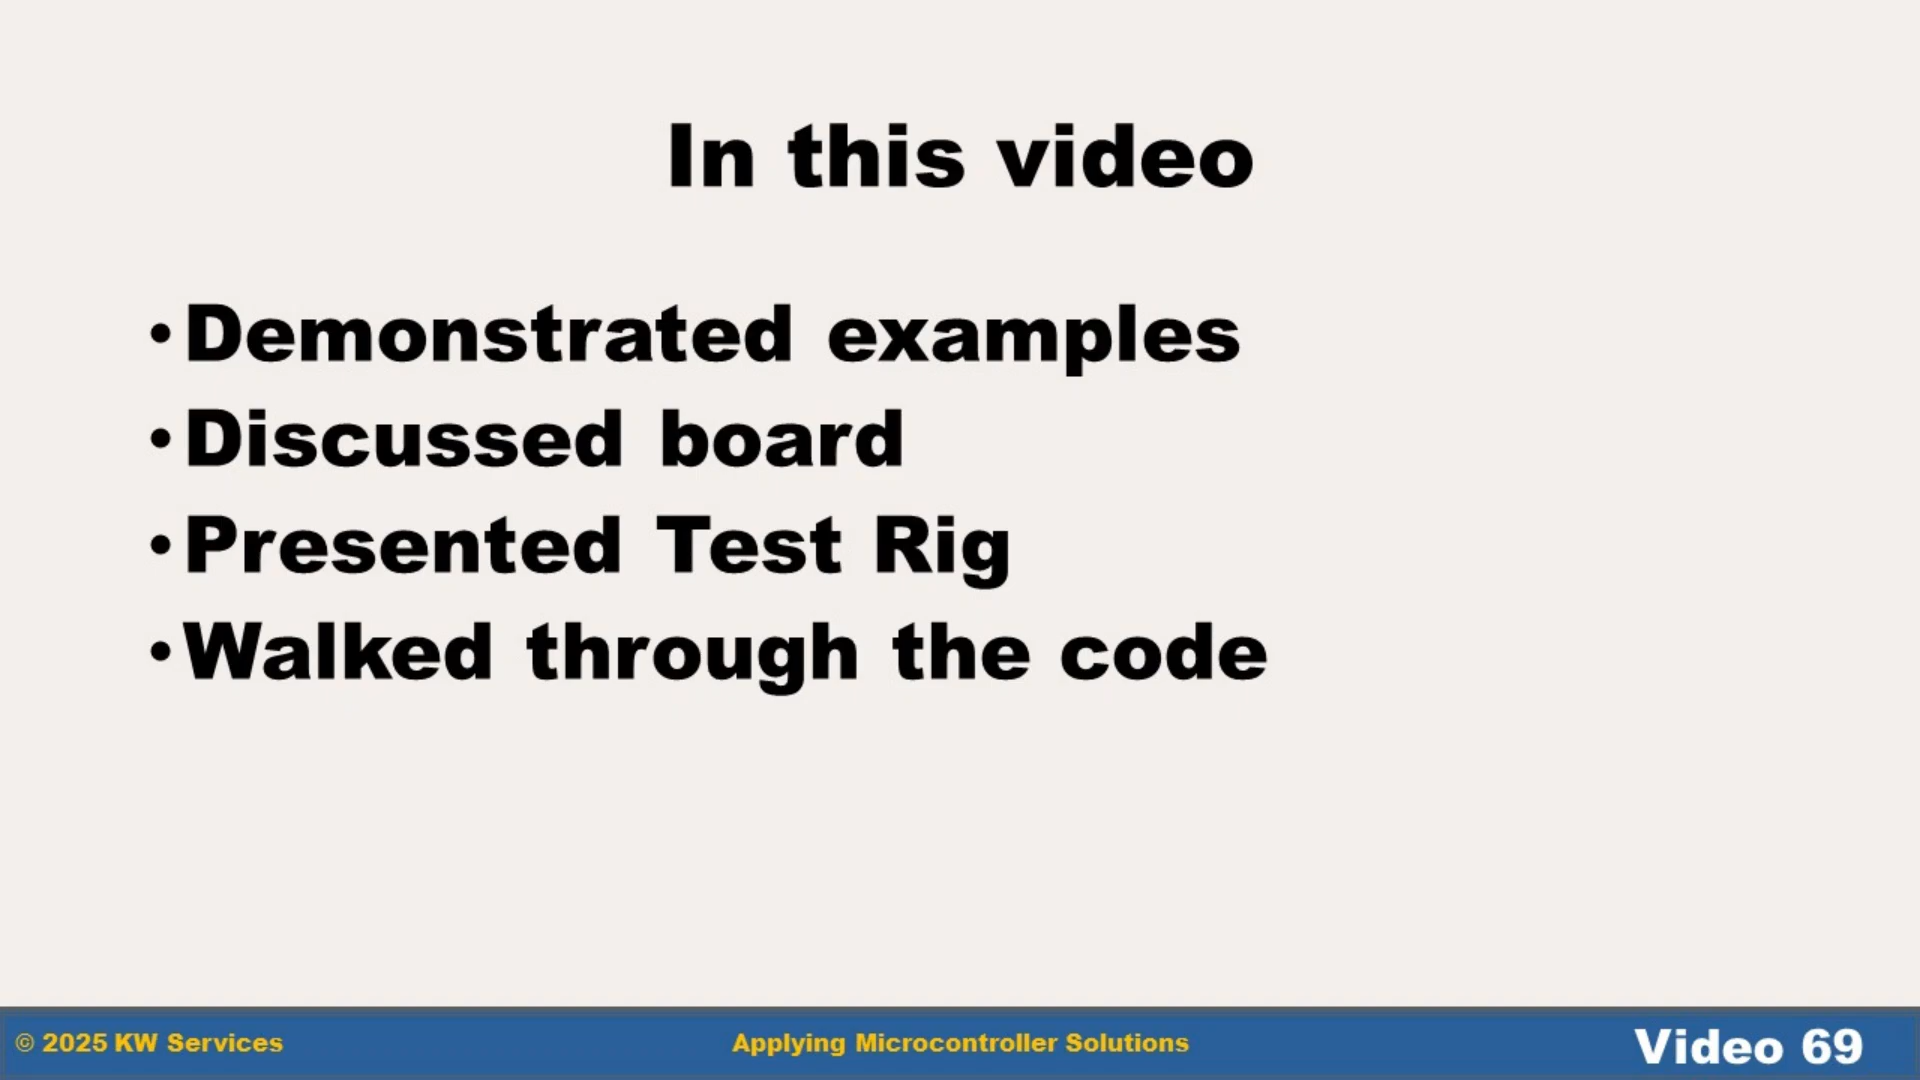 In this video
• Demonstrated examples
• Discussed board
• Presented Test Rig
• Walked through the code
© 2025 KW Services
Applying Microcontroller Solutions
Video 69